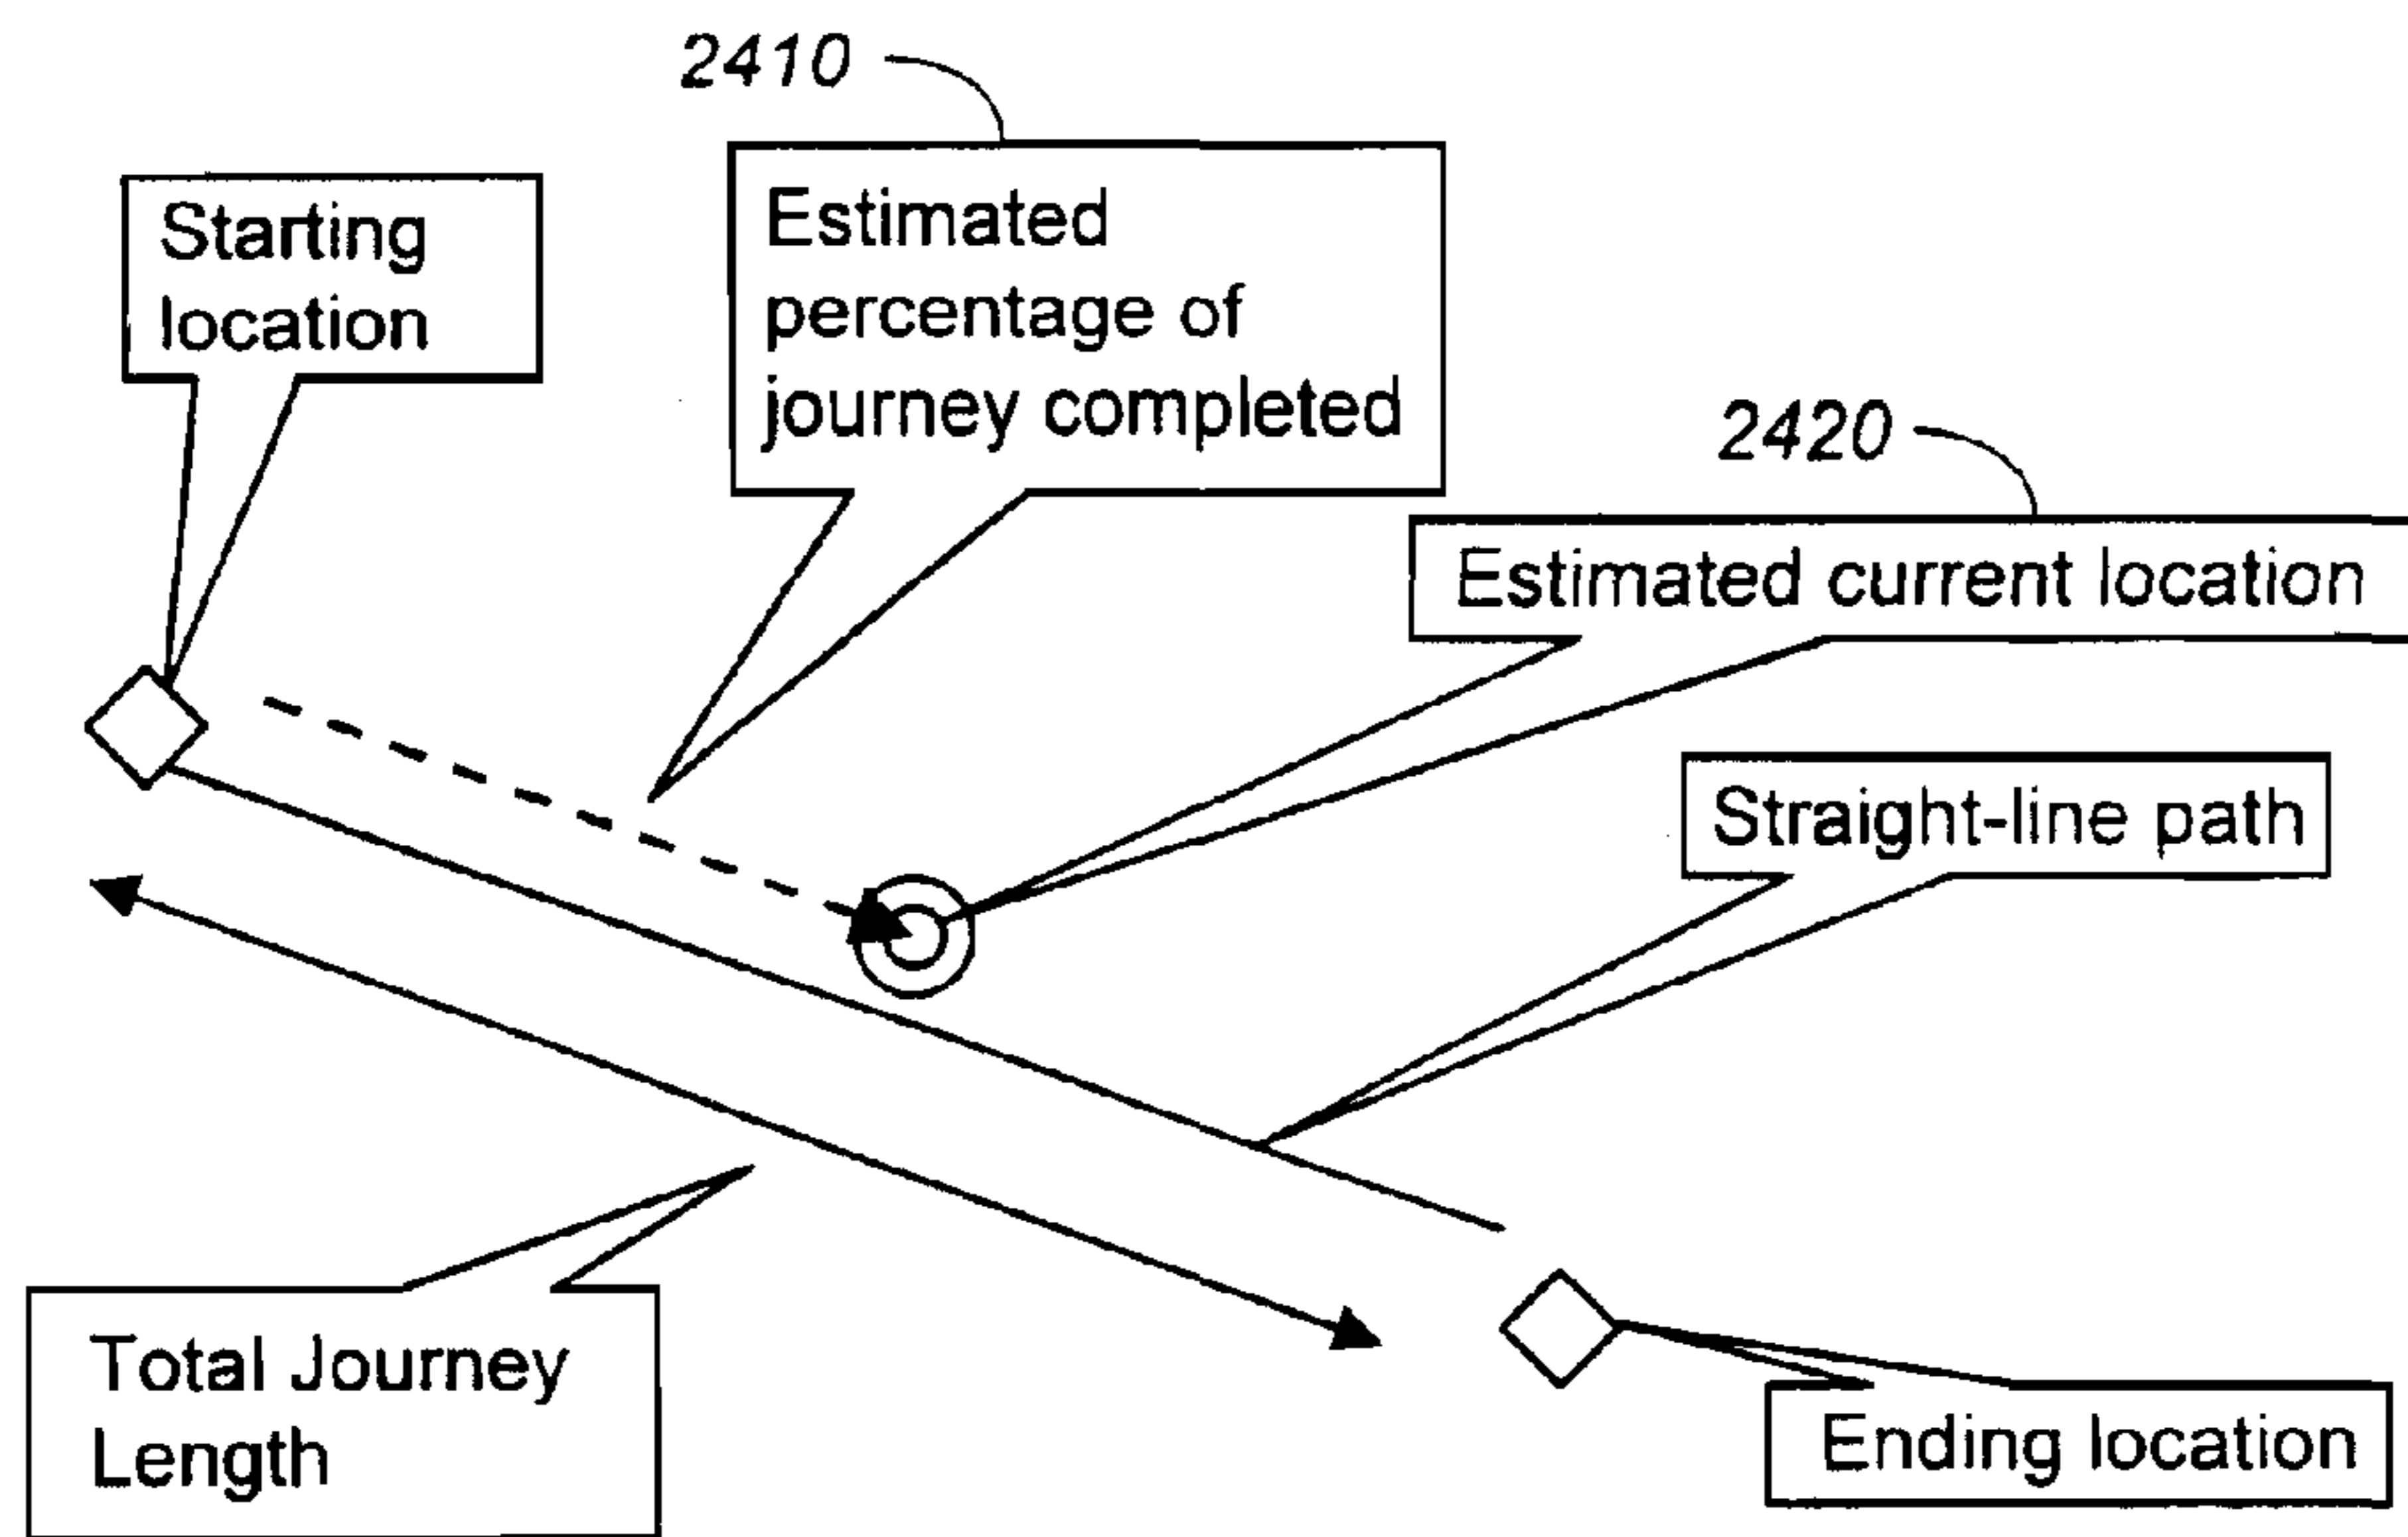 2410
Starting
location
Estimated
percentage of
journey completed
2420
Estimated current location
Straight-line path
Total Journey
Length
Ending location